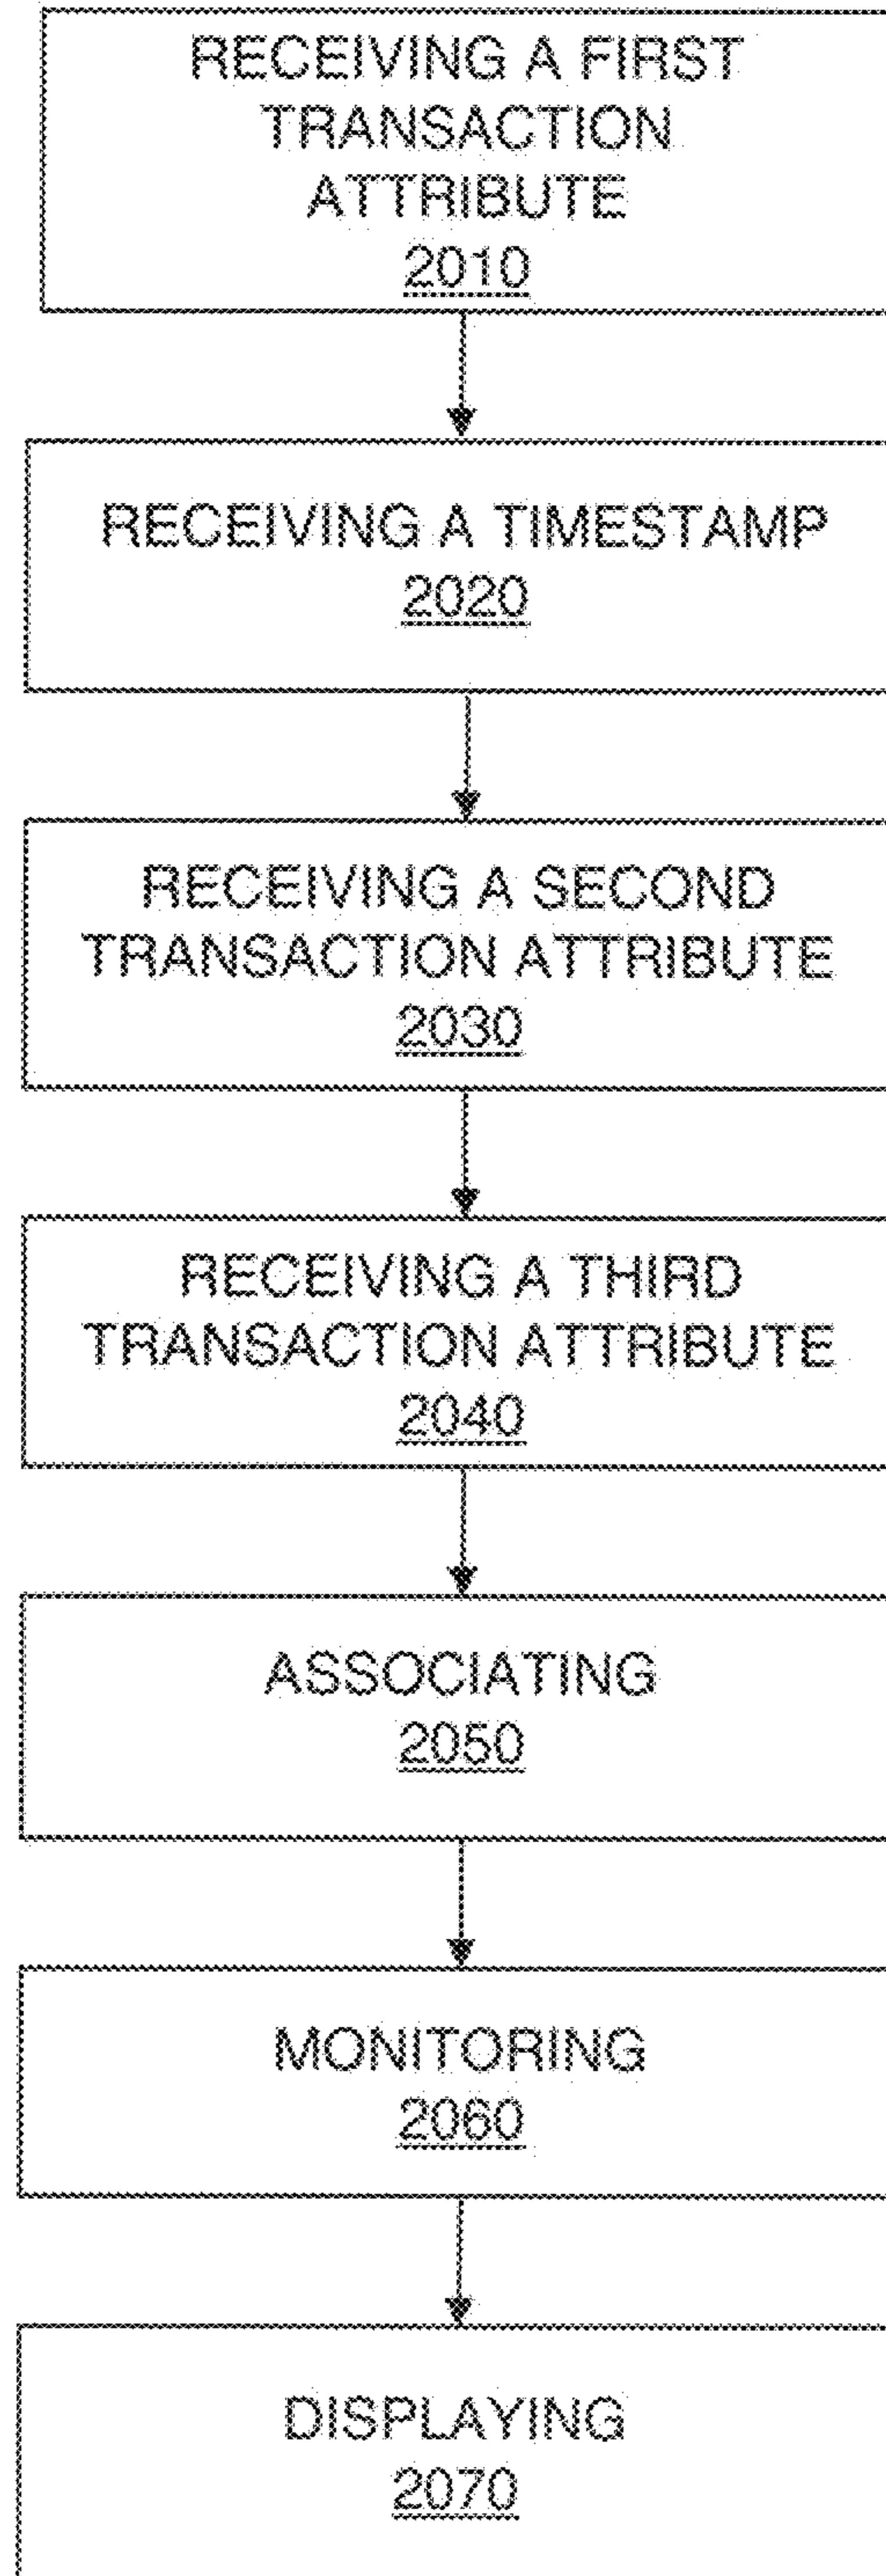 RECEIVING A FIRST
TRANSACTION
ATTRIBUTE
2010
RECEIVING A TIMESTAMP
2020
RECEIVING A SECOND
TRANSACTION ATTRIBUTE
2030
RECEIVING A THIRD
TRANSACTION ATTRIBUTE
2040
ASSOCIATING
2050
MONITORING
2060
DISPLAYING
2070